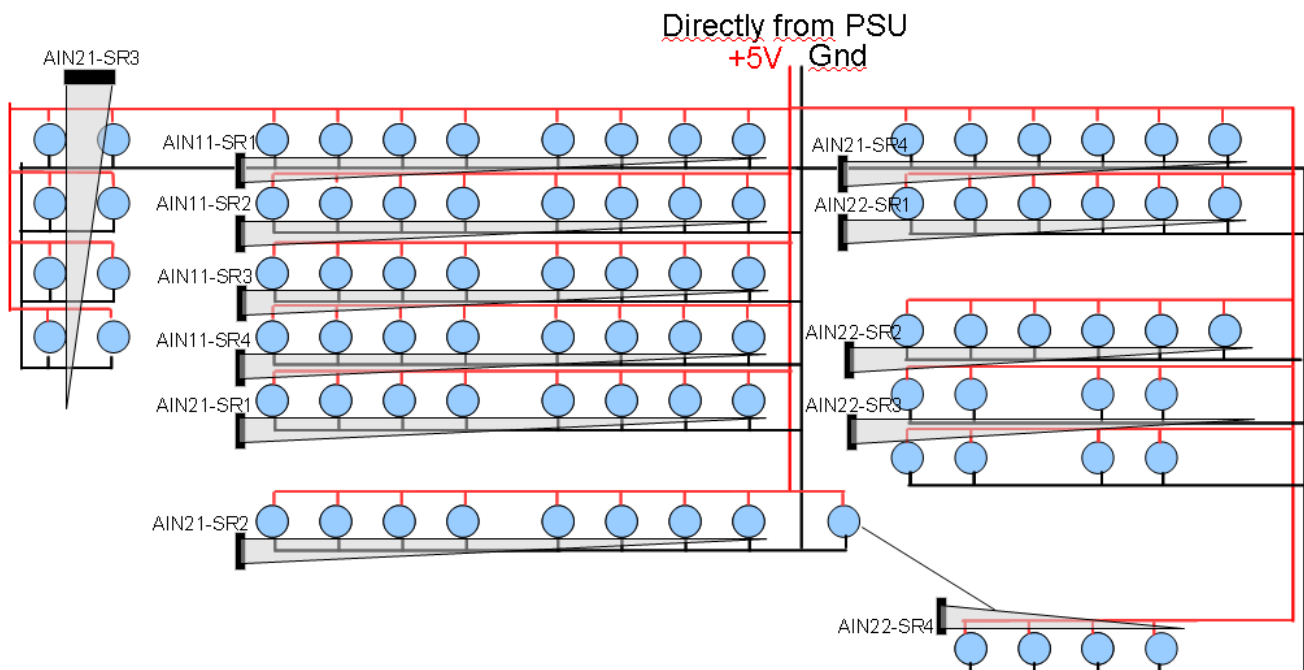 Directly from PSU
+5V Gnd
AIN21-SR3
AIN11-SR1
AIN21-SR4
AIN11-SR2
AIN22-SR1
AIN11-SR3
AIN11-SR4
AIN22-SR2
AIN21-SR1
AIN22-SR3
AIN21-SR2
AIN22-SR4